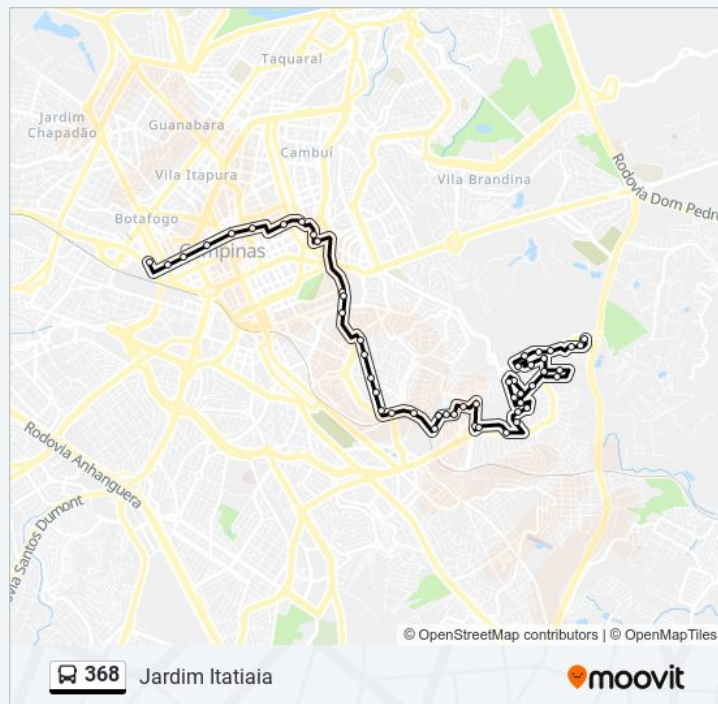 Taquaral
Jardim
Chapadão
Guanabara
Cambuí
Vila Itapura
Vila Brandina
Rodovia Dom Pedro
Botafogo
Campinas
Rodovia Anhanguera
Santos Dumont
© OpenStreetMap contributors | © OpenMapTiles
368 Jardim Itatiaia
moovit